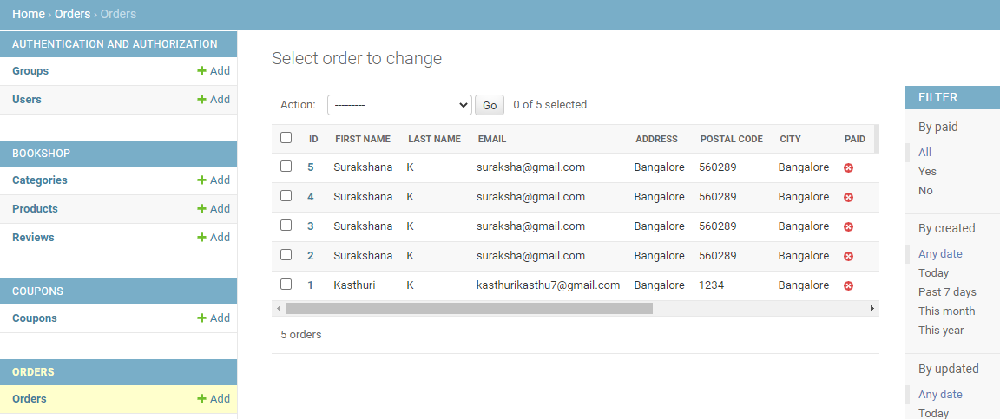 Home › Orders › Orders
AUTHENTICATION AND AUTHORIZATION
Groups + Add
Users + Add
BOOKSHOP
Categories + Add
Products + Add
Reviews + Add
COUPONS
Coupons + Add
ORDERS
Orders + Add
Select order to change
Action: --------- Go 0 of 5 selected
ID FIRST NAME LAST NAME EMAIL ADDRESS POSTAL CODE CITY PAID
5 Surakshana K suraksha@gmail.com Bangalore 560289 Bangalore
4 Surakshana K suraksha@gmail.com Bangalore 560289 Bangalore
3 Surakshana K suraksha@gmail.com Bangalore 560289 Bangalore
2 Surakshana K suraksha@gmail.com Bangalore 560289 Bangalore
1 Kasthuri K kasthurikasthu7@gmail.com Bangalore 1234 Bangalore
5 orders
FILTER
By paid
All
Yes
No
By created
Any date
Today
Past 7 days
This month
This year
By updated
Any date
Today